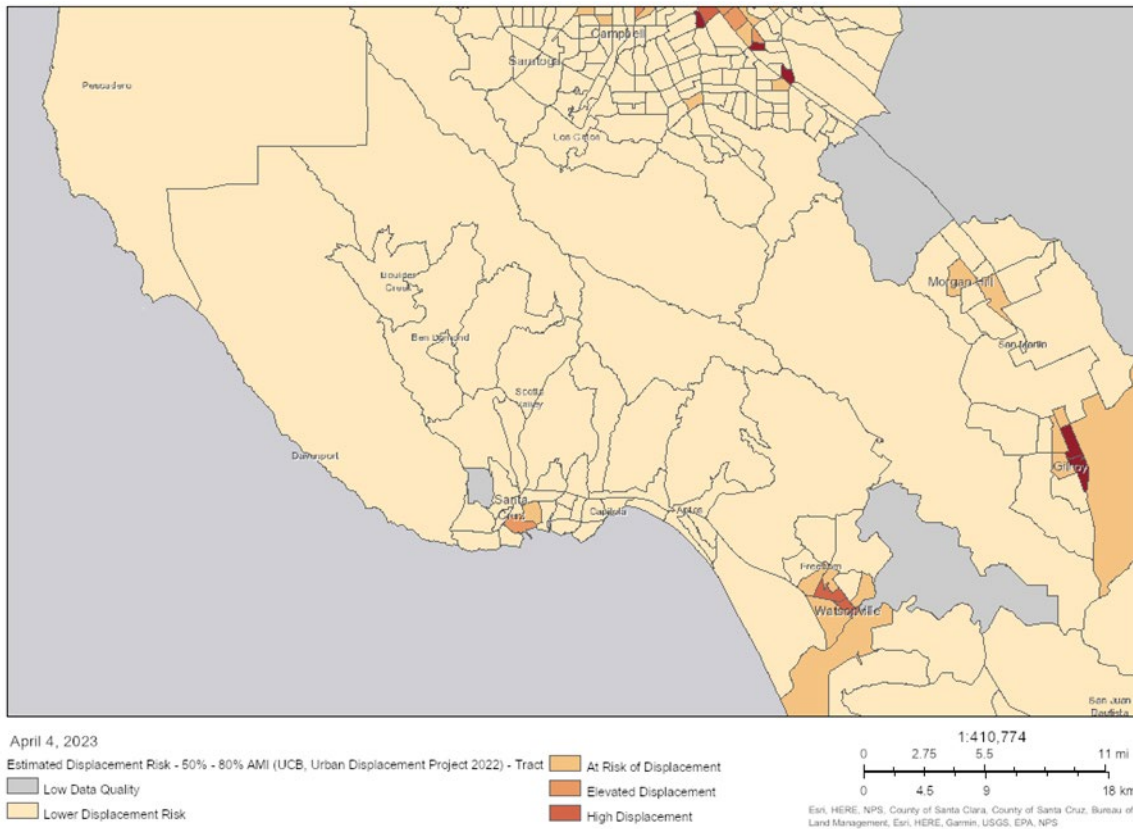 Campbell
Saratoga
Pescadero
Los Gatos
Boulder
Creek
Morgan Hill
Ben Lomond
San Martin
Scotts
Valley
Davenport
Gilroy
Santa
Cruz
Capitola
Aptos
Freedom
Watsonville
San Juan
Bautista
April 4, 2023
1:410,774
Estimated Displacement Risk - 50% - 80% AMI (UCB, Urban Displacement Project 2022) - Tract
Low Data Quality
Lower Displacement Risk
At Risk of Displacement
Elevated Displacement
High Displacement
0 2.75 5.5 11 mi
0 4.5 9 18 km
Esri, HERE, NPS, County of Santa Clara, County of Santa Cruz, Bureau of
Land Management, Esri, HERE, Garmin, USGS, EPA, NPS